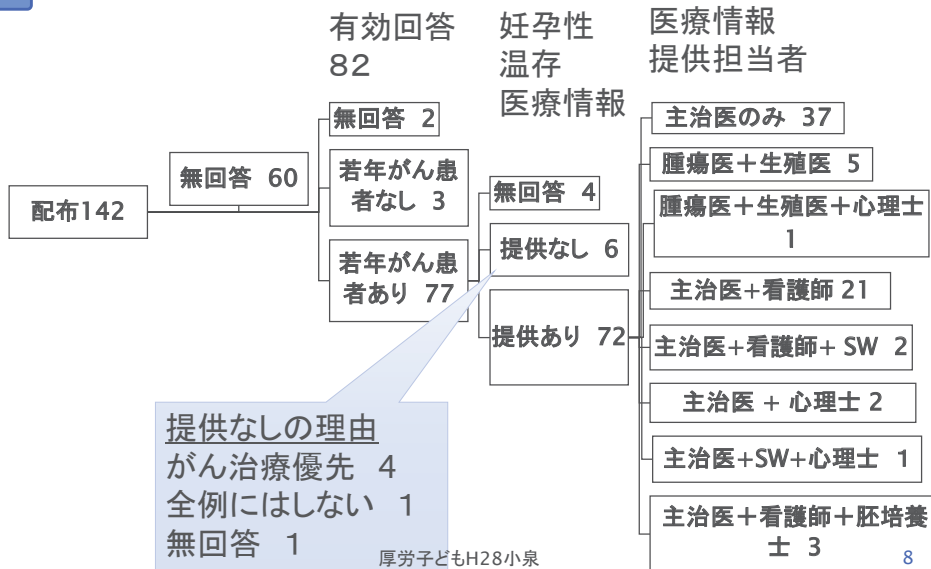 有効回答
82
妊孕性
温存
医療情報
医療情報
提供担当者
配布142
無回答 60
無回答 2
若年がん患
者なし 3
若年がん患
者あり 77
無回答 4
提供なし 6
提供あり 72
主治医のみ 37
腫瘍医+生殖医 5
腫瘍医+生殖医+心理士
1
主治医+看護師 21
主治医+看護師+ SW 2
主治医 + 心理士 2
主治医+SW+心理士 1
主治医+看護師+胚培養
士 3
提供なしの理由
がん治療優先 4
全例にはしない 1
無回答 1
厚労子どもH28小泉
8